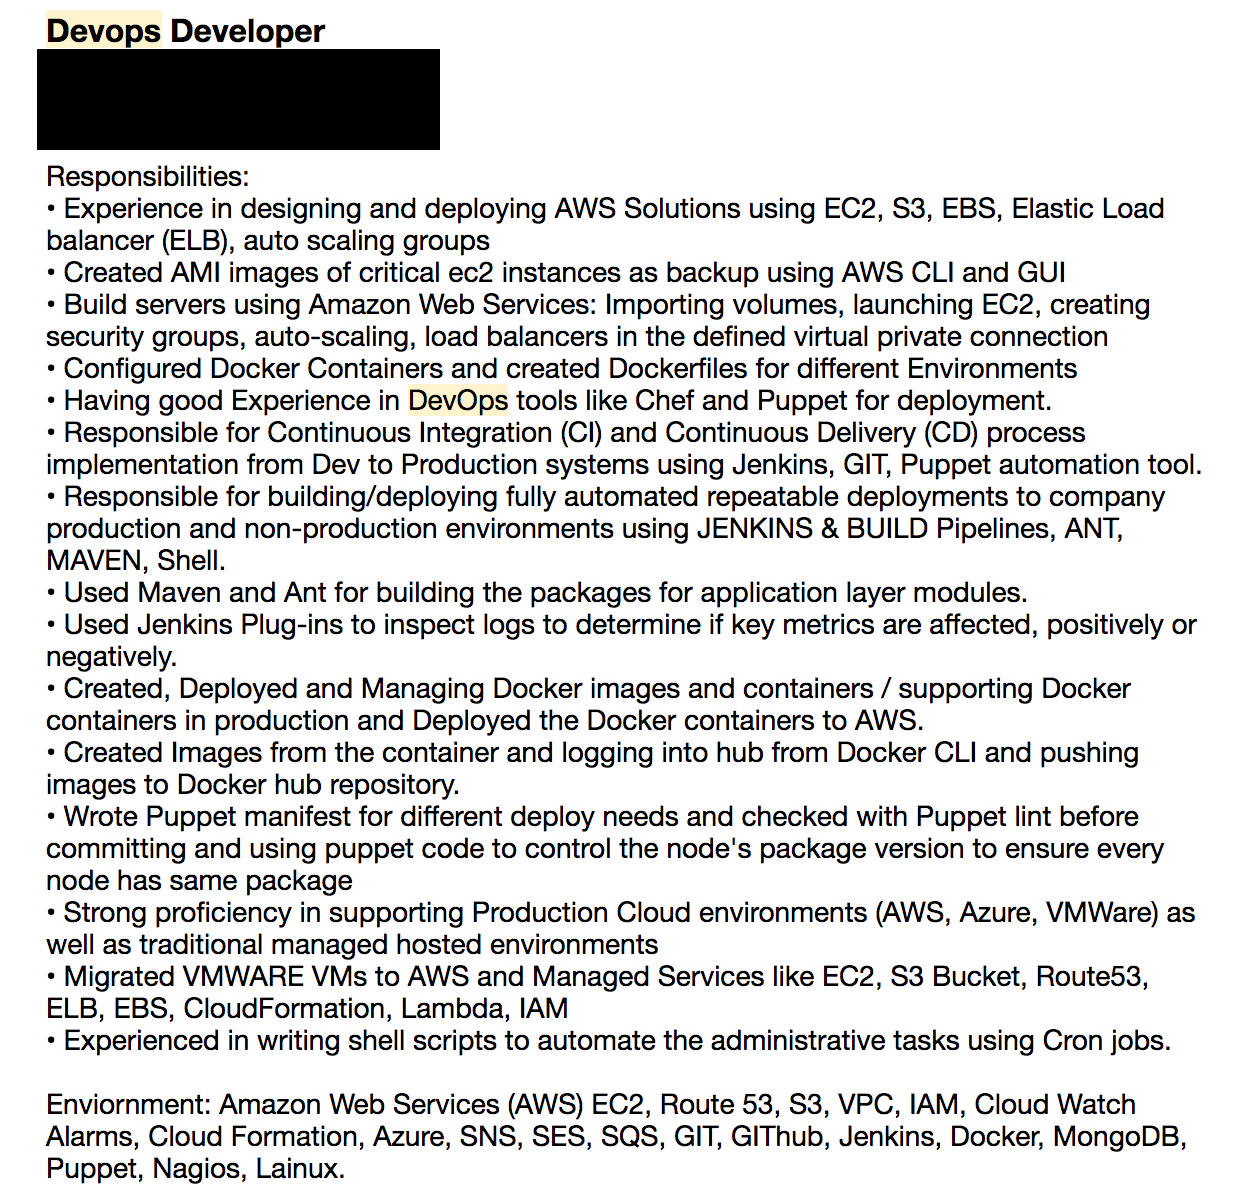 Devops Developer
Responsibilities:
• Experience in designing and deploying AWS Solutions using EC2, S3, EBS, Elastic Load
balancer (ELB), auto scaling groups
• Created AMI images of critical ec2 instances as backup using AWS CLI and GUI
• Build servers using Amazon Web Services: Importing volumes, launching EC2, creating
security groups, auto-scaling, load balancers in the defined virtual private connection
• Configured Docker Containers and created Dockerfiles for different Environments
• Having good Experience in DevOps tools like Chef and Puppet for deployment.
• Responsible for Continuous Integration (CI) and Continuous Delivery (CD) process
implementation from Dev to Production systems using Jenkins, GIT, Puppet automation tool.
• Responsible for building/deploying fully automated repeatable deployments to company
production and non-production environments using JENKINS & BUILD Pipelines, ANT,
MAVEN, Shell.
• Used Maven and Ant for building the packages for application layer modules.
• Used Jenkins Plug-ins to inspect logs to determine if key metrics are affected, positively or
negatively.
• Created, Deployed and Managing Docker images and containers / supporting Docker
containers in production and Deployed the Docker containers to AWS.
• Created Images from the container and logging into hub from Docker CLI and pushing
images to Docker hub repository.
• Wrote Puppet manifest for different deploy needs and checked with Puppet lint before
committing and using puppet code to control the node's package version to ensure every
node has same package
• Strong proficiency in supporting Production Cloud environments (AWS, Azure, VMWare) as
well as traditional managed hosted environments
• Migrated VMWARE VMs to AWS and Managed Services like EC2, S3 Bucket, Route53,
ELB, EBS, CloudFormation, Lambda, IAM
• Experienced in writing shell scripts to automate the administrative tasks using Cron jobs.
Enviornment: Amazon Web Services (AWS) EC2, Route 53, S3, VPC, IAM, Cloud Watch
Alarms, Cloud Formation, Azure, SNS, SES, SQS, GIT, GIThub, Jenkins, Docker, MongoDB,
Puppet, Nagios, Lainux.